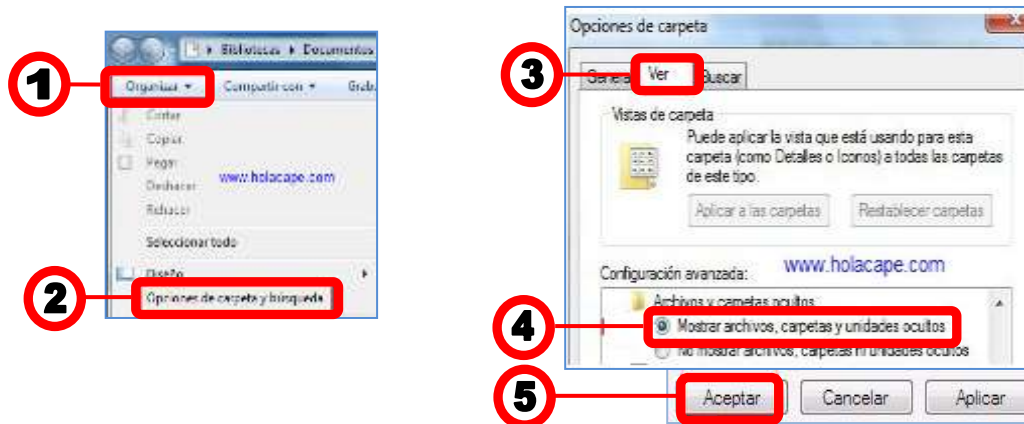 1
Bibliotecas ▸ Documentos
Organizar ▾ Compartir con ▾ Grab
Cortar
Copiar
Pegar
Deshacer
www.holacape.com
Rehacer
Seleccionar todo
Diseño
2
Opciones de carpeta y búsqueda
Opciones de carpeta
3
General Ver Buscar
Vistas de carpeta
Puede aplicar la vista que está usando para esta
carpeta (como Detalles o Iconos) a todas las carpetas
de este tipo.
Aplicar a las carpetas Restablecer carpetas
Configuración avanzada: www.holacape.com
Archivos y carpetas ocultos
4
Mostrar archivos, carpetas y unidades ocultos
No mostrar archivos, carpetas ni unidades ocultos
5
Aceptar Cancelar Aplicar